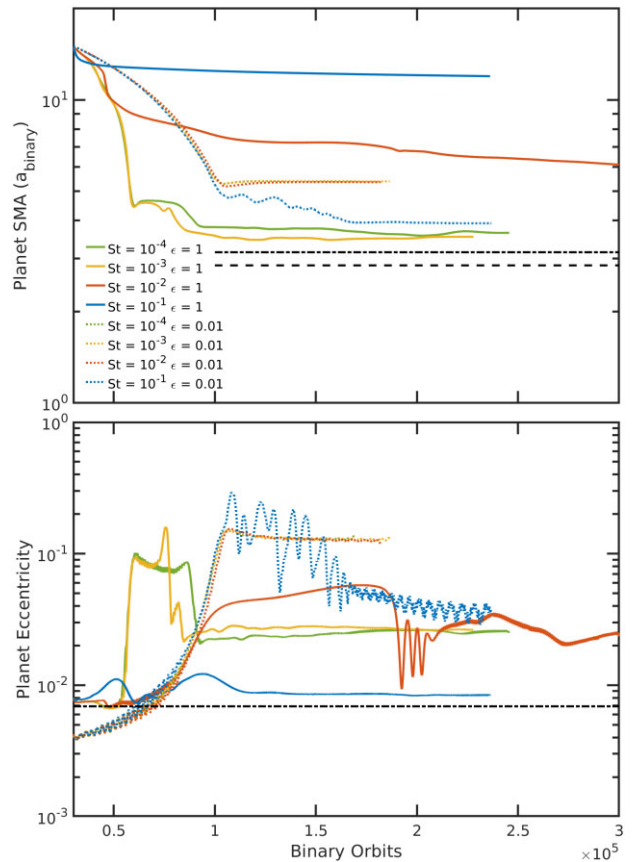 Planet SMA (a_binary)
10^1
10^0
St = 10^-4 ϵ = 1
St = 10^-3 ϵ = 1
St = 10^-2 ϵ = 1
St = 10^-1 ϵ = 1
St = 10^-4 ϵ = 0.01
St = 10^-3 ϵ = 0.01
St = 10^-2 ϵ = 0.01
St = 10^-1 ϵ = 0.01
Planet Eccentricity
10^0
10^-1
10^-2
10^-3
0.5 1 1.5 2 2.5 3
Binary Orbits
×10^5